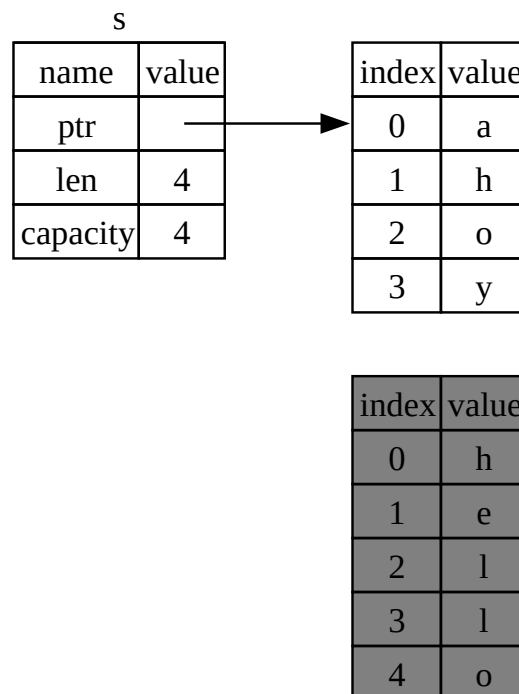 s
name value
ptr
len 4
capacity 4
index value
0 a
1 h
2 o
3 y
index value
0 h
1 e
2 l
3 l
4 o